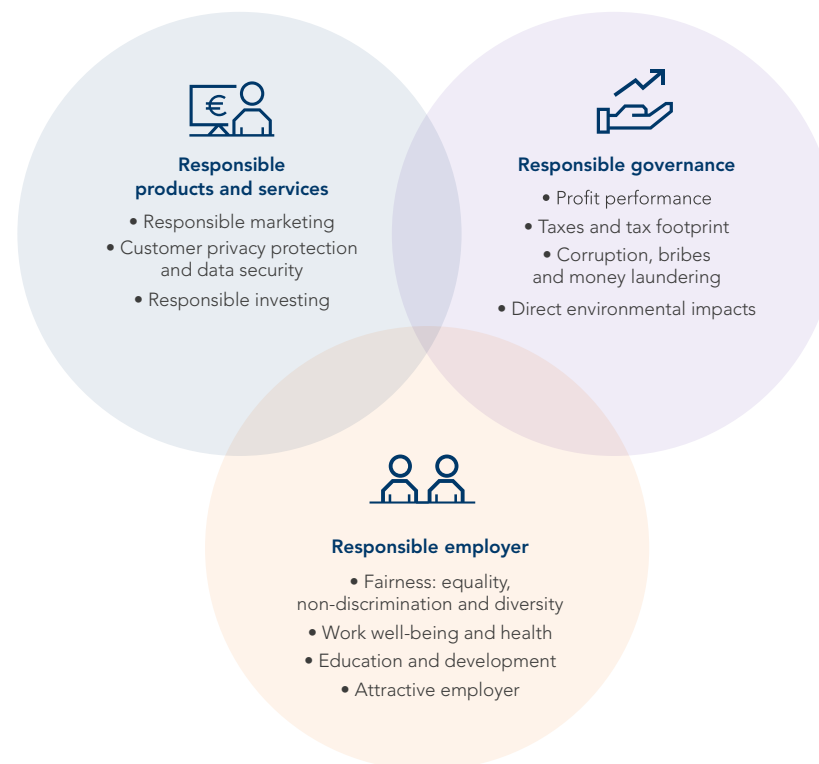 €
Responsible
products and services
• Responsible marketing
• Customer privacy protection
and data security
• Responsible investing
Responsible governance
• Profit performance
• Taxes and tax footprint
• Corruption, bribes
and money laundering
• Direct environmental impacts
Responsible employer
• Fairness: equality,
non-discrimination and diversity
• Work well-being and health
• Education and development
• Attractive employer